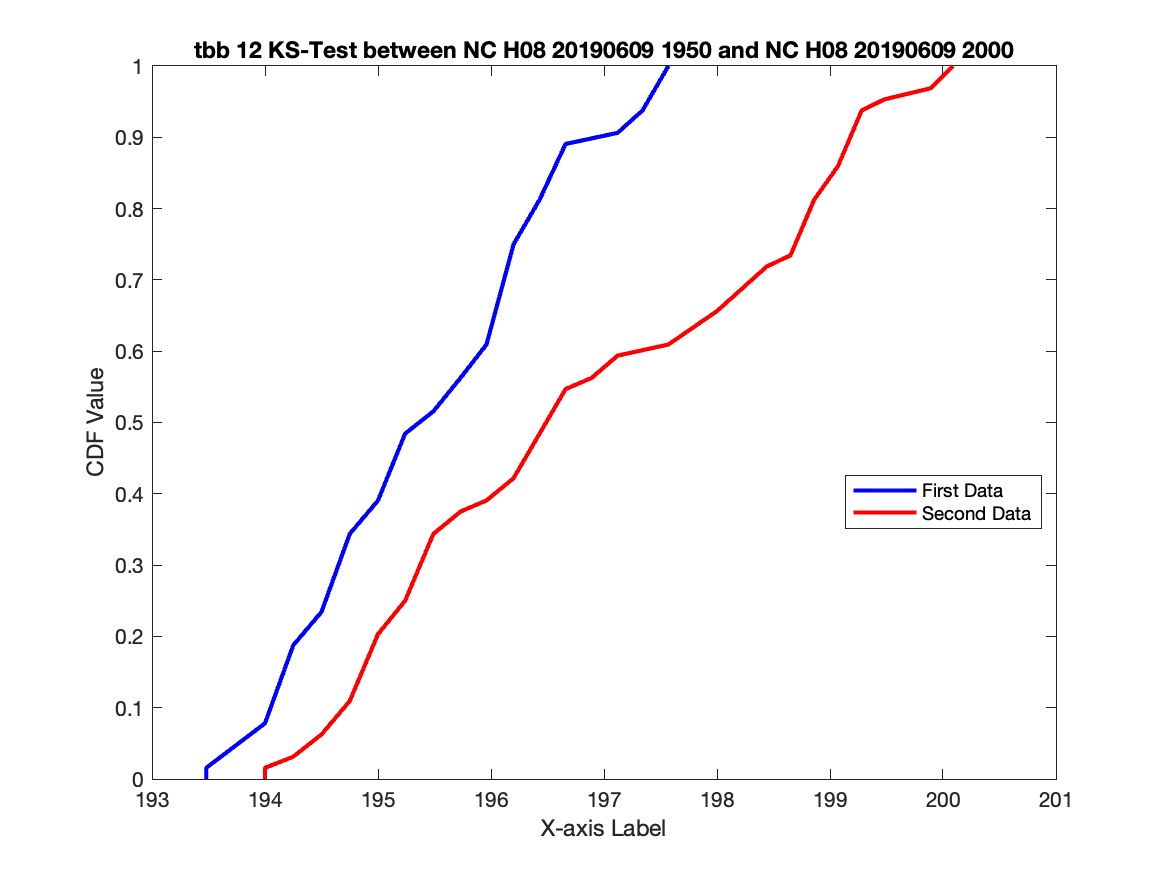 tbb 12 KS-Test between NC H08 20190609 1950 and NC H08 20190609 2000
1
0.9
0.8
0.7
0.6
0.5
0.4
0.3
0.2
0.1
0
CDF Value
First Data
Second Data
193 194 195 196 197 198 199 200 201
X-axis Label